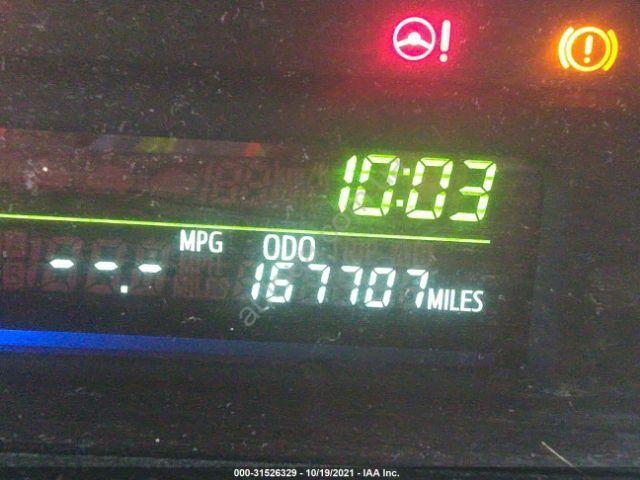 10:03
MPG ODO
--.- 167707 MILES
000-31526329 - 10/19/2021 - IAA Inc.